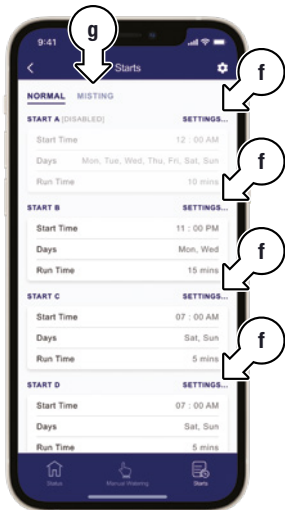 g
9:41
Starts
f
NORMAL MISTING
START A [DISABLED] SETTINGS...
Start Time 12 : 00 AM
f
Days Mon, Tue, Wed, Thu, Fri, Sat, Sun
Run Time 10 mins
START B SETTINGS...
Start Time 11 : 00 PM
f
Days Mon, Wed
Run Time 15 mins
START C SETTINGS...
Start Time 07 : 00 AM
f
Days Sat, Sun
Run Time 5 mins
START D SETTINGS...
Start Time 07 : 00 AM
Days Sat, Sun
Run Time 5 mins
Status Manual Watering Starts